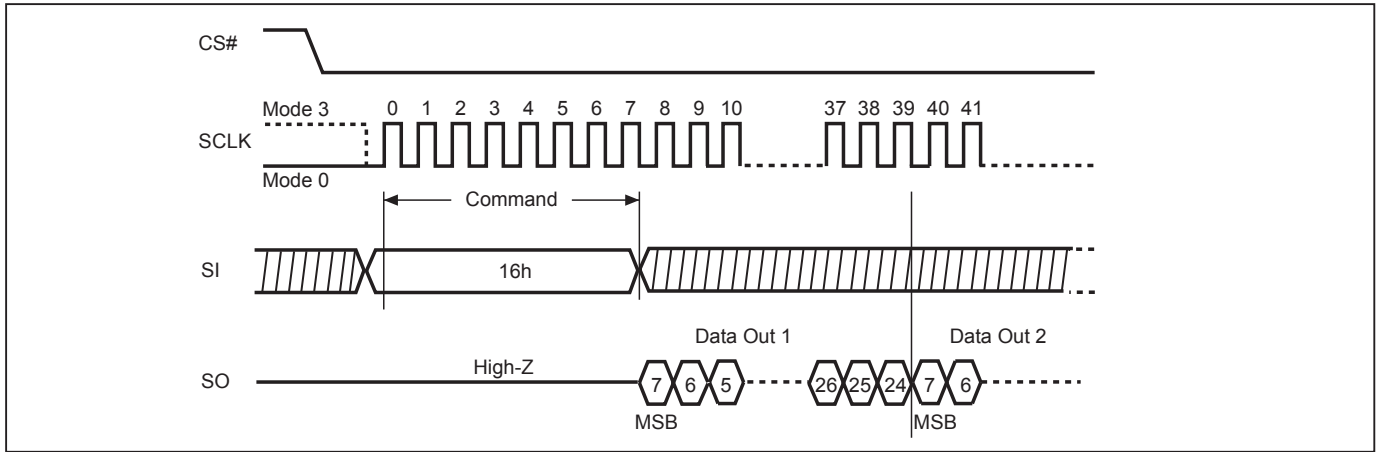 CS#
Mode 3
0 1 2 3 4 5 6 7 8 9 10 37 38 39 40 41
SCLK
Mode 0
Command
SI
16h
Data Out 1 Data Out 2
High-Z
SO
7 6 5 26 25 24 7 6
MSB MSB